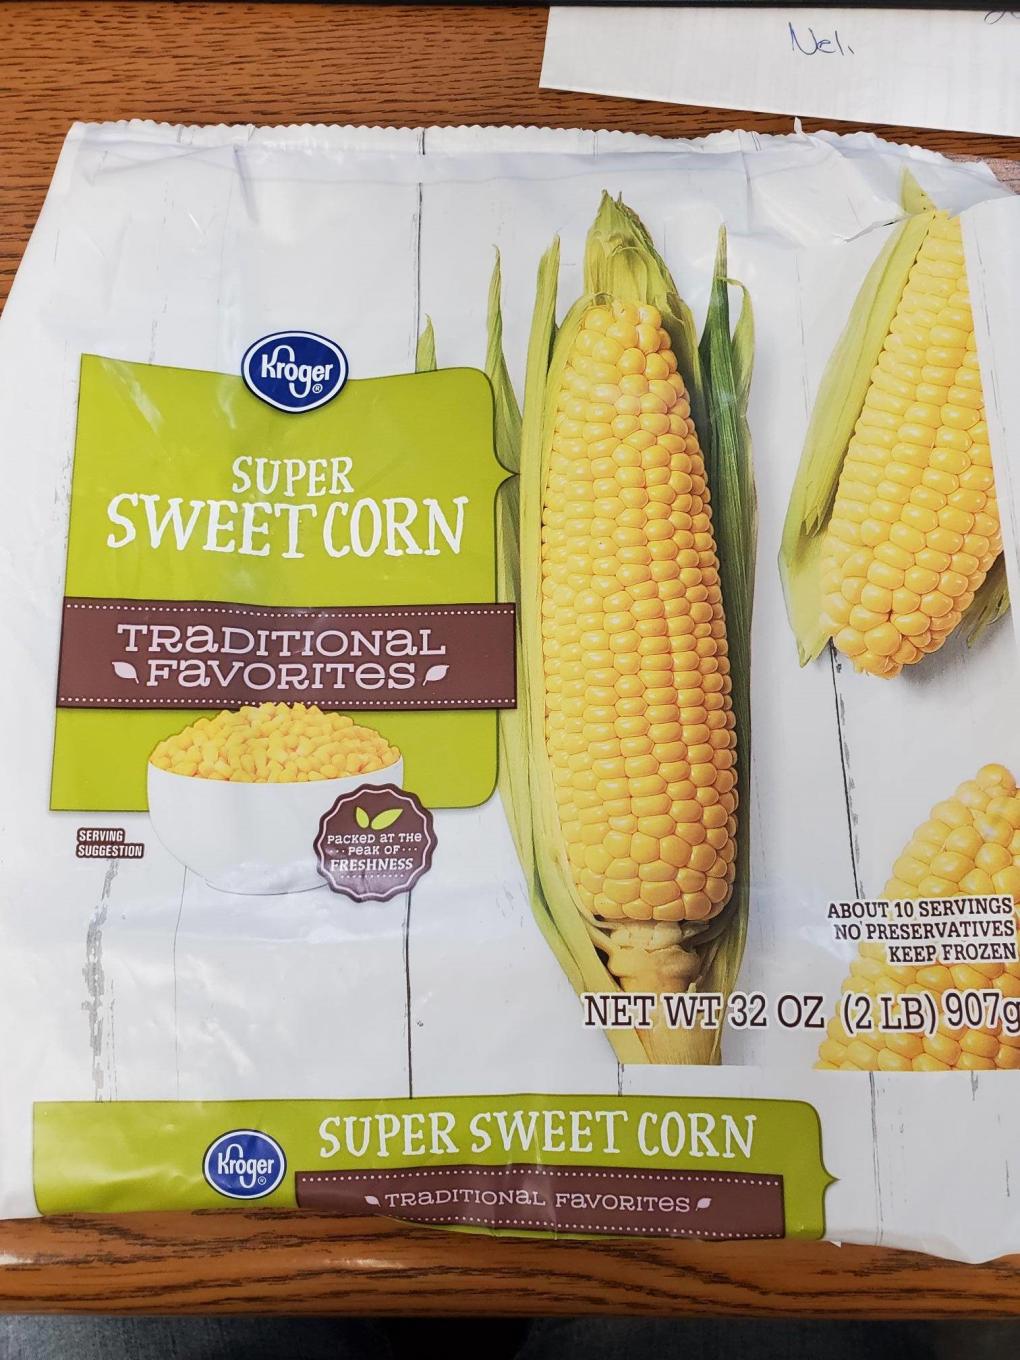 Neli
Kroger®
SUPER
SWEET CORN
TRADITIONAL
FAVORITES
SERVING
SUGGESTION
PACKED AT THE
PEAK OF
FRESHNESS
ABOUT 10 SERVINGS
NO PRESERVATIVES
KEEP FROZEN
NET WT 32 OZ (2 LB) 907g
Kroger®
SUPER SWEET CORN
TRADITIONAL FAVORITES